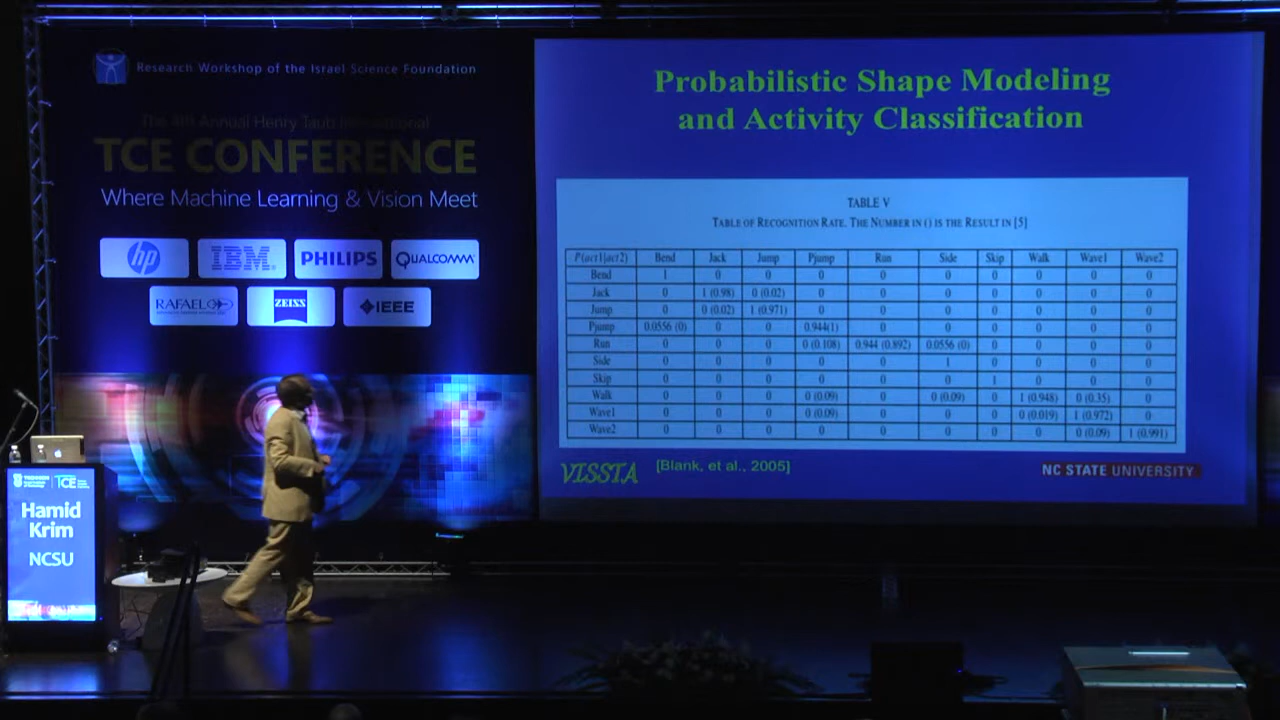 Research Workshop of the Israel Science Foundation
The 4th Annual Henry Taub International
TCE CONFERENCE
Where Machine Learning & Vision Meet
hp
IBM
PHILIPS
QUALCOMM
RAFAEL
ZEISS
IEEE
TCE
Hamid
Krim
NCSU
Probabilistic Shape Modeling
and Activity Classification
TABLE V
TABLE OF RECOGNITION RATE. THE NUMBER IN () IS THE RESULT IN [5]
P(act1|act2) Bend Jack Jump Pjump Run Side Skip Walk Wave1 Wave2
Bend 1 0 0 0 0 0 0 0 0 0
Jack 0 1 (0.98) 0 (0.02) 0 0 0 0 0 0 0
Jump 0 0 (0.02) 1 (0.971) 0 0 0 0 0 0 0
Pjump 0.0556 (0) 0 0 0.944(1) 0 0 0 0 0 0
Run 0 0 0 0 (0.108) 0.944 (0.892) 0.0556 (0) 0 0 0 0
Side 0 0 0 0 0 1 0 0 0 0
Skip 0 0 0 0 0 0 1 0 0 0
Walk 0 0 0 0 (0.09) 0 0 (0.09) 0 1 (0.948) 0 (0.35) 0
Wave1 0 0 0 0 (0.09) 0 0 0 0 (0.019) 1 (0.972) 0
Wave2 0 0 0 0 0 0 0 0 0 (0.09) 1 (0.991)
VISSTA
[Blank, et al., 2005]
NC STATE UNIVERSITY